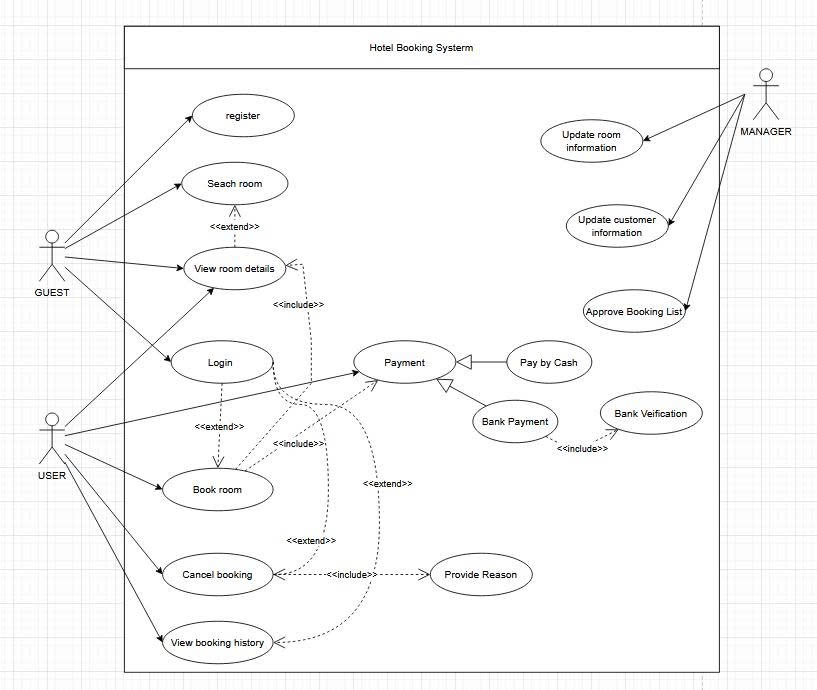 Hotel Booking Systerm
MANAGER
register
Update room
information
Seach room
Update customer
information
<<extend>>
GUEST
View room details
<<include>>
Approve Booking List
Login
Payment
Pay by Cash
Bank Payment
Bank Veification
<<extend>>
<<include>>
<<include>>
USER
Book room
<<extend>>
<<extend>>
Cancel booking
<<include>>
Provide Reason
View booking history